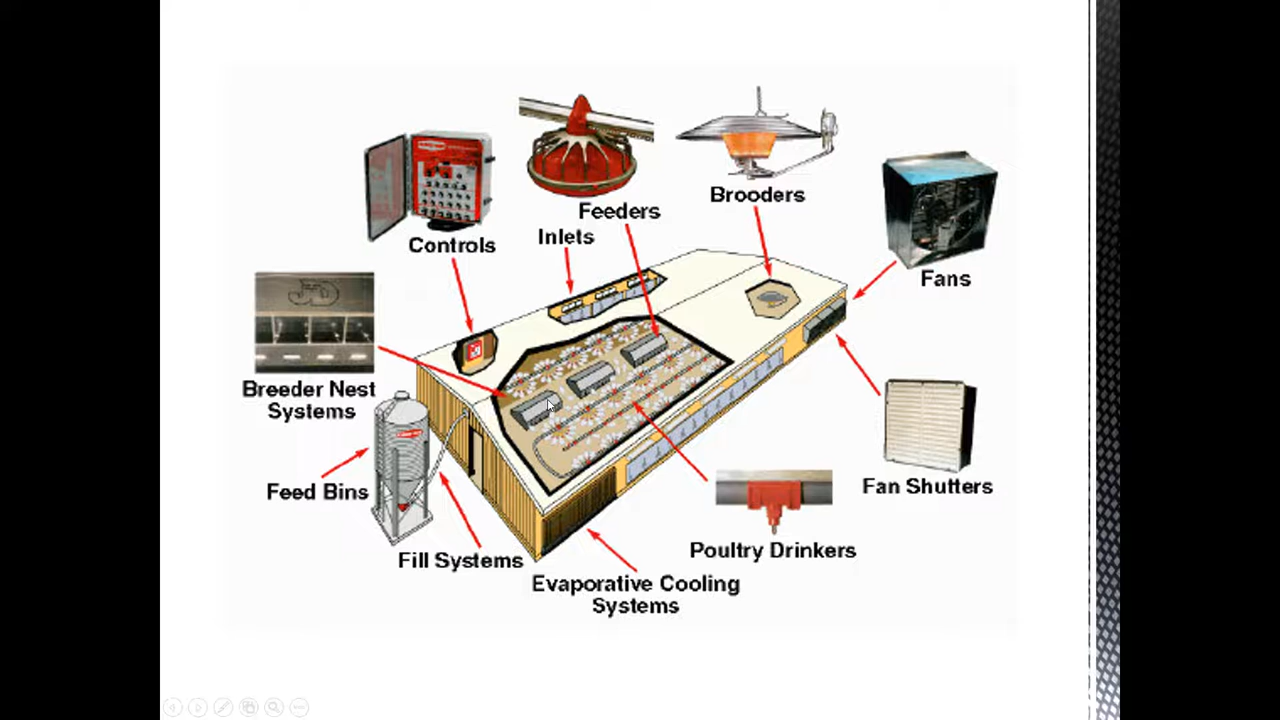 Brooders
Feeders
Inlets
Controls
Fans
Breeder Nest
Systems
Feed Bins
Fan Shutters
Poultry Drinkers
Fill Systems
Evaporative Cooling
Systems